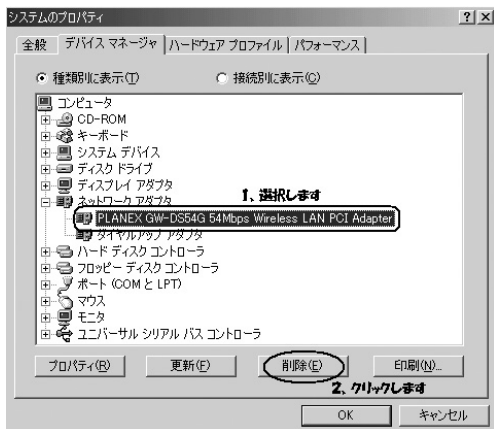 システムのプロパティ
全般 デバイス マネージャ ハードウェア プロファイル パフォーマンス
種類別に表示(T) 接続別に表示(C)
コンピュータ
CD-ROM
キーボード
システム デバイス
ディスク ドライブ
ディスプレイ アダプタ
1、選択します
ネットワーク アダプタ
PLANEX GW-DS54G 54Mbps Wireless LAN PCI Adapter
ダイヤルアップ アダプタ
ハード ディスク コントローラ
フロッピー ディスク コントローラ
ポート (COM と LPT)
マウス
モニタ
ユニバーサル シリアル バス コントローラ
プロパティ(R) 更新(F) 削除(E) 印刷(N)...
2、クリックします
OK キャンセル